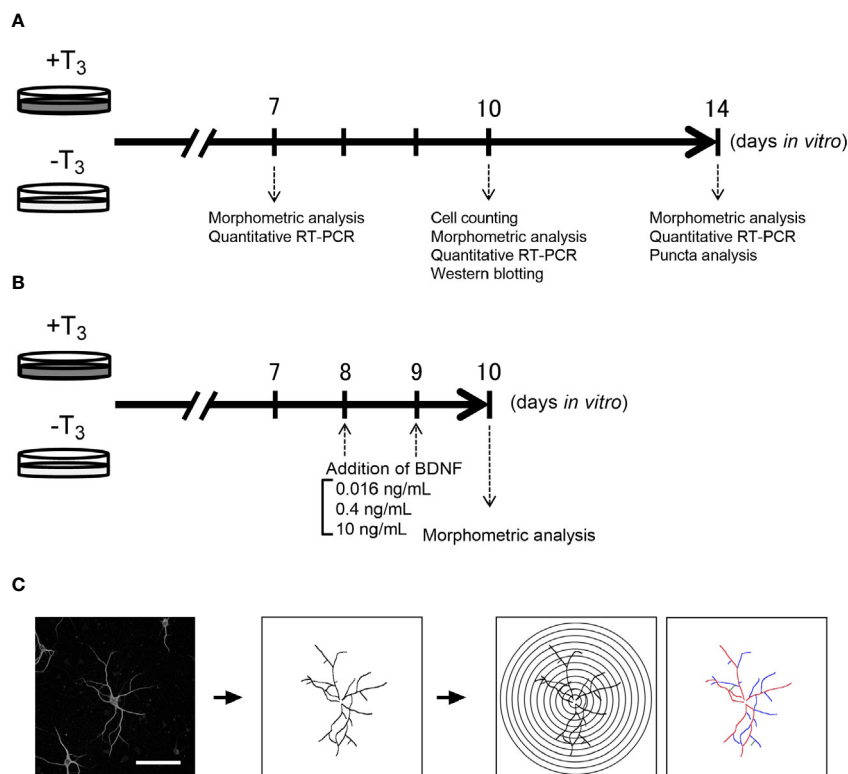 A
+T3
-T3
7
10
14
(days in vitro)
Morphometric analysis
Quantitative RT-PCR
Cell counting
Morphometric analysis
Quantitative RT-PCR
Western blotting
Morphometric analysis
Quantitative RT-PCR
Puncta analysis
B
+T3
-T3
7
8
9
10
(days in vitro)
Addition of BDNF
0.016 ng/mL
0.4 ng/mL
10 ng/mL
Morphometric analysis
C